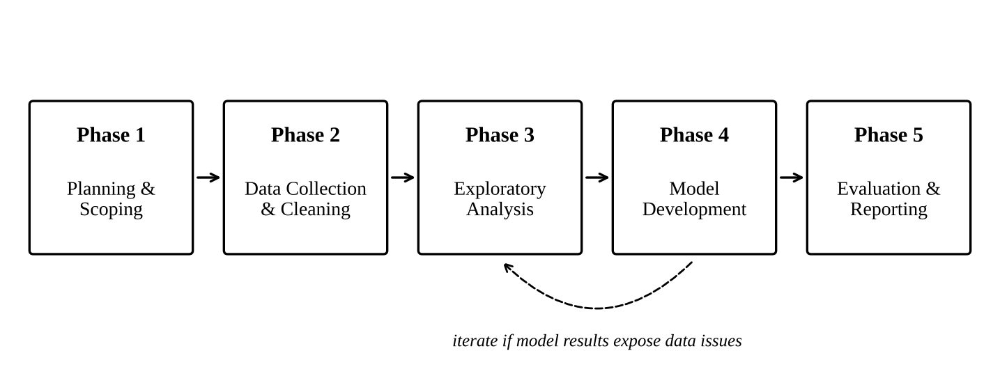 Phase 1
Planning &
Scoping
Phase 2
Data Collection
& Cleaning
Phase 3
Exploratory
Analysis
Phase 4
Model
Development
Phase 5
Evaluation &
Reporting
iterate if model results expose data issues